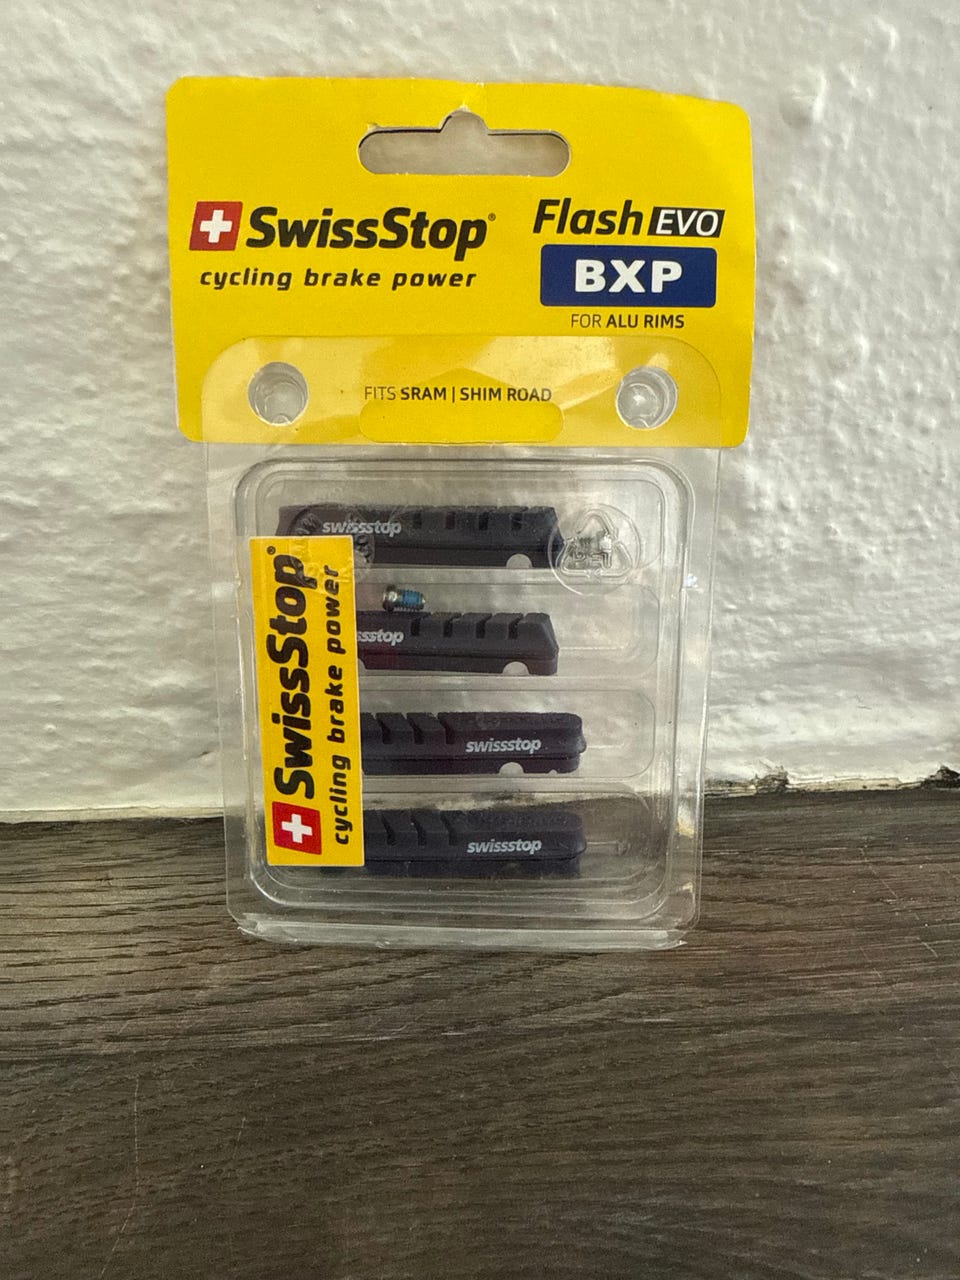 SwissStop®
cycling brake power
Flash EVO
BXP
FOR ALU RIMS
FITS SRAM | SHIM ROAD
swissstop
sstop
swissstop
swissstop
SwissStop®
cycling brake power